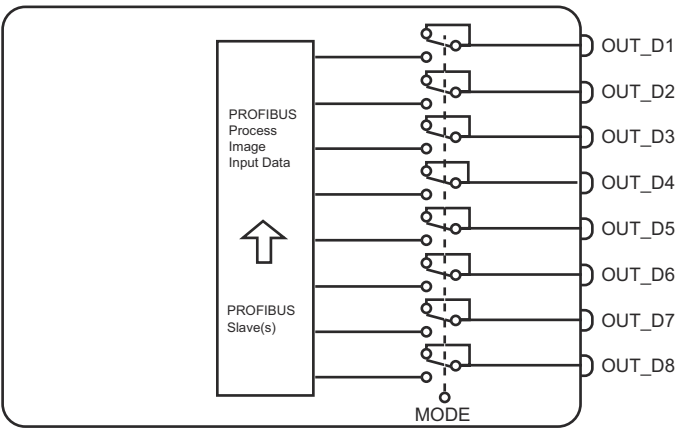 OUT_D1
OUT_D2
PROFIBUS
Process
Image
Input Data
OUT_D3
OUT_D4
OUT_D5
OUT_D6
PROFIBUS
Slave(s)
OUT_D7
OUT_D8
MODE